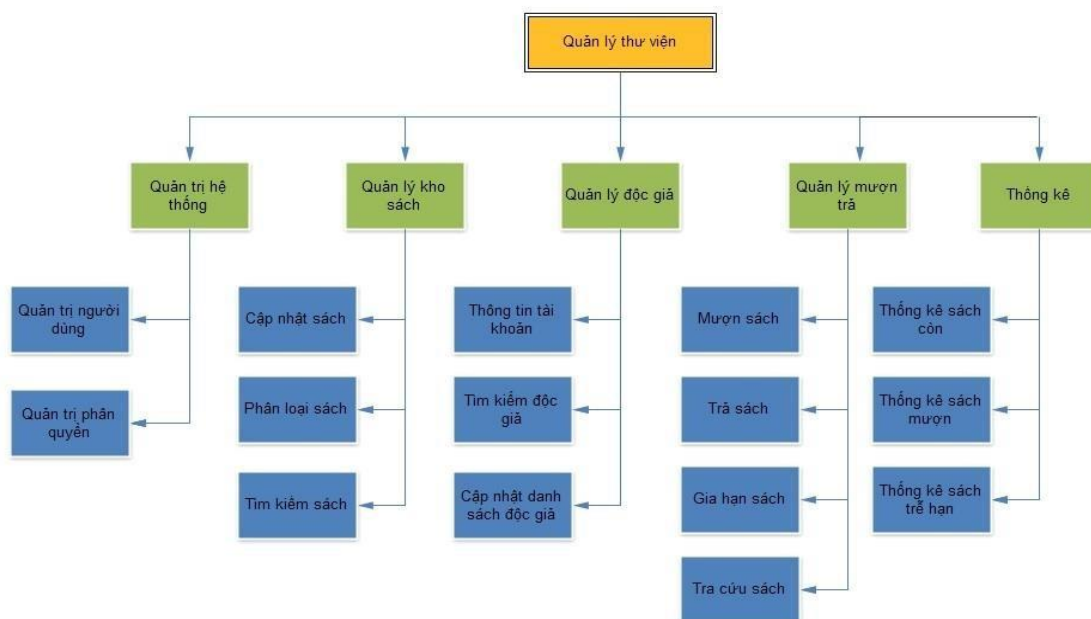 Quản lý thư viện
Quản trị hệ
thống
Quản lý kho
sách
Quản lý độc giả
Quản lý mượn
trả
Thống kê
Quản trị người
dùng
Quản trị phân
quyền
Cập nhật sách
Phân loại sách
Tìm kiếm sách
Thông tin tài
khoản
Tìm kiếm độc
giả
Cập nhật danh
sách độc giả
Mượn sách
Trả sách
Gia hạn sách
Tra cứu sách
Thống kê sách
còn
Thống kê sách
mượn
Thống kê sách
trễ hạn